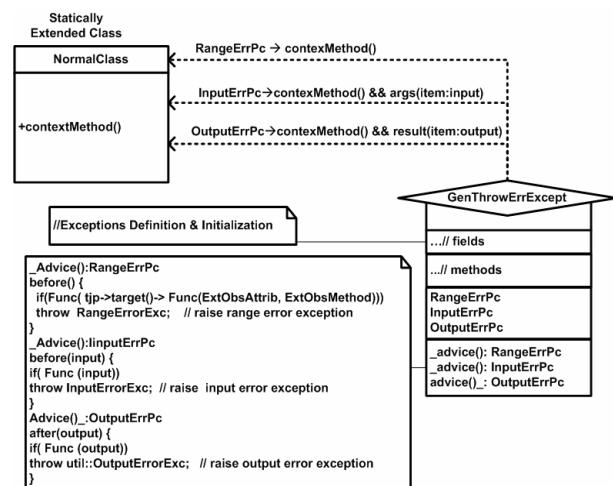 Statically
Extended Class
NormalClass
+contextMethod()
RangeErrPc → contexMethod()
InputErrPc→contexMethod() && args(item:input)
OutputErPc→contexMethod() && result(item:output)
GenThrowErrExcept
...// fields
...// methods
RangeErrPc
InputErrPc
OutputErrPc
_advice(): RangeErrPc
_advice(): InputErrPc
advice()_: OutputErrPc
//Exceptions Definition & Initialization
_Advice():RangeErrPc
before() {
if(Func( tjp->target()-> Func(ExtObsAttrib, ExtObsMethod)))
throw RangeErrorExc; // raise range error exception
}
_Advice():IinputErrPc
before(input) {
if( Func (input))
throw InputErrorExc; // raise input error exception
}
Advice()_:OutputErrPc
after(output) {
if( Func (output))
throw util::OutputErrorExc; // raise output error exception
}